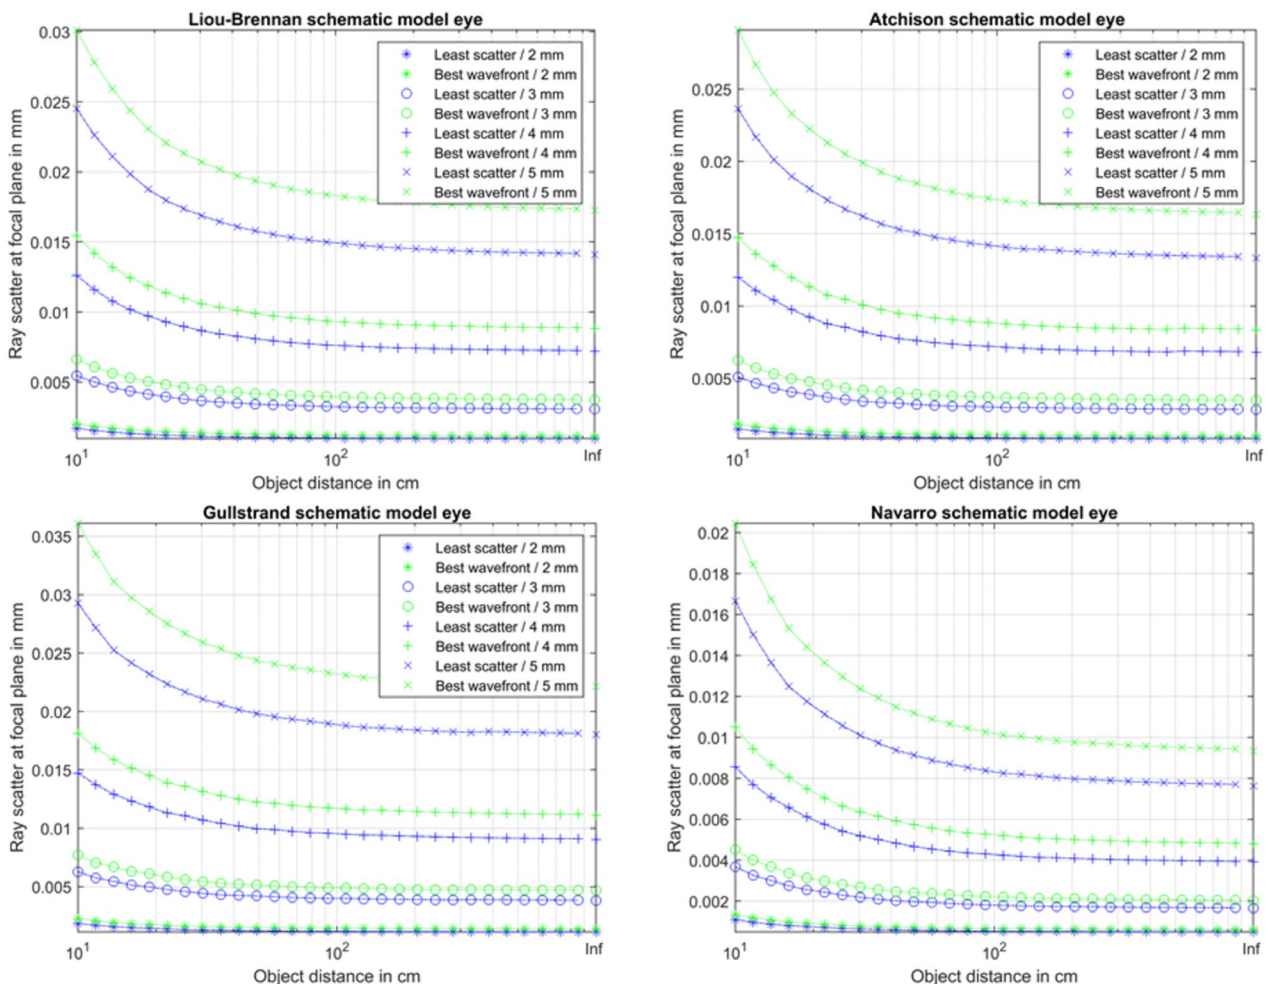 Liou-Brennan schematic model eye
Ray scatter at focal plane in mm
0.03
0.025
0.02
0.015
0.01
0.005
Least scatter / 2 mm
Best wavefront / 2 mm
Least scatter / 3 mm
Best wavefront / 3 mm
Least scatter / 4 mm
Best wavefront / 4 mm
Least scatter / 5 mm
Best wavefront / 5 mm
10^1
10^2
Inf
Object distance in cm
Atchison schematic model eye
Ray scatter at focal plane in mm
0.025
0.02
0.015
0.01
0.005
Least scatter / 2 mm
Best wavefront / 2 mm
Least scatter / 3 mm
Best wavefront / 3 mm
Least scatter / 4 mm
Best wavefront / 4 mm
Least scatter / 5 mm
Best wavefront / 5 mm
10^1
10^2
Inf
Object distance in cm
Gullstrand schematic model eye
Ray scatter at focal plane in mm
0.035
0.03
0.025
0.02
0.015
0.01
0.005
Least scatter / 2 mm
Best wavefront / 2 mm
Least scatter / 3 mm
Best wavefront / 3 mm
Least scatter / 4 mm
Best wavefront / 4 mm
Least scatter / 5 mm
Best wavefront / 5 mm
10^1
10^2
Inf
Object distance in cm
Navarro schematic model eye
Ray scatter at focal plane in mm
0.02
0.018
0.016
0.014
0.012
0.01
0.008
0.006
0.004
0.002
10^1
10^2
Inf
Object distance in cm